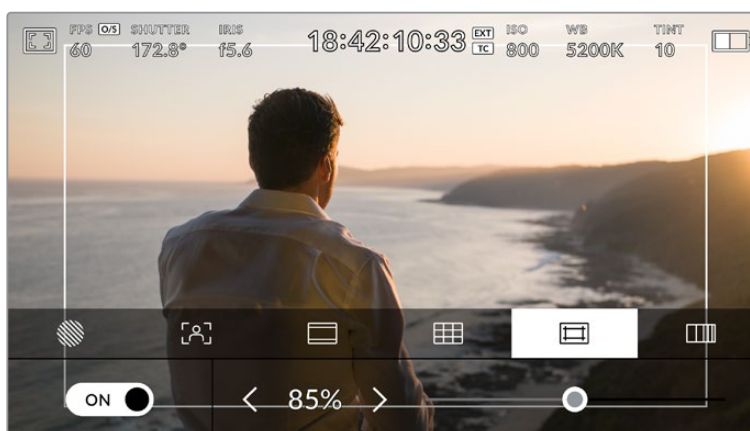 FPS O/S SHUTTER IRIS 18:42:10:33 EXT ISO WB TINT
60 172.8° f5.6 TC 800 5200K 10
ON 85%